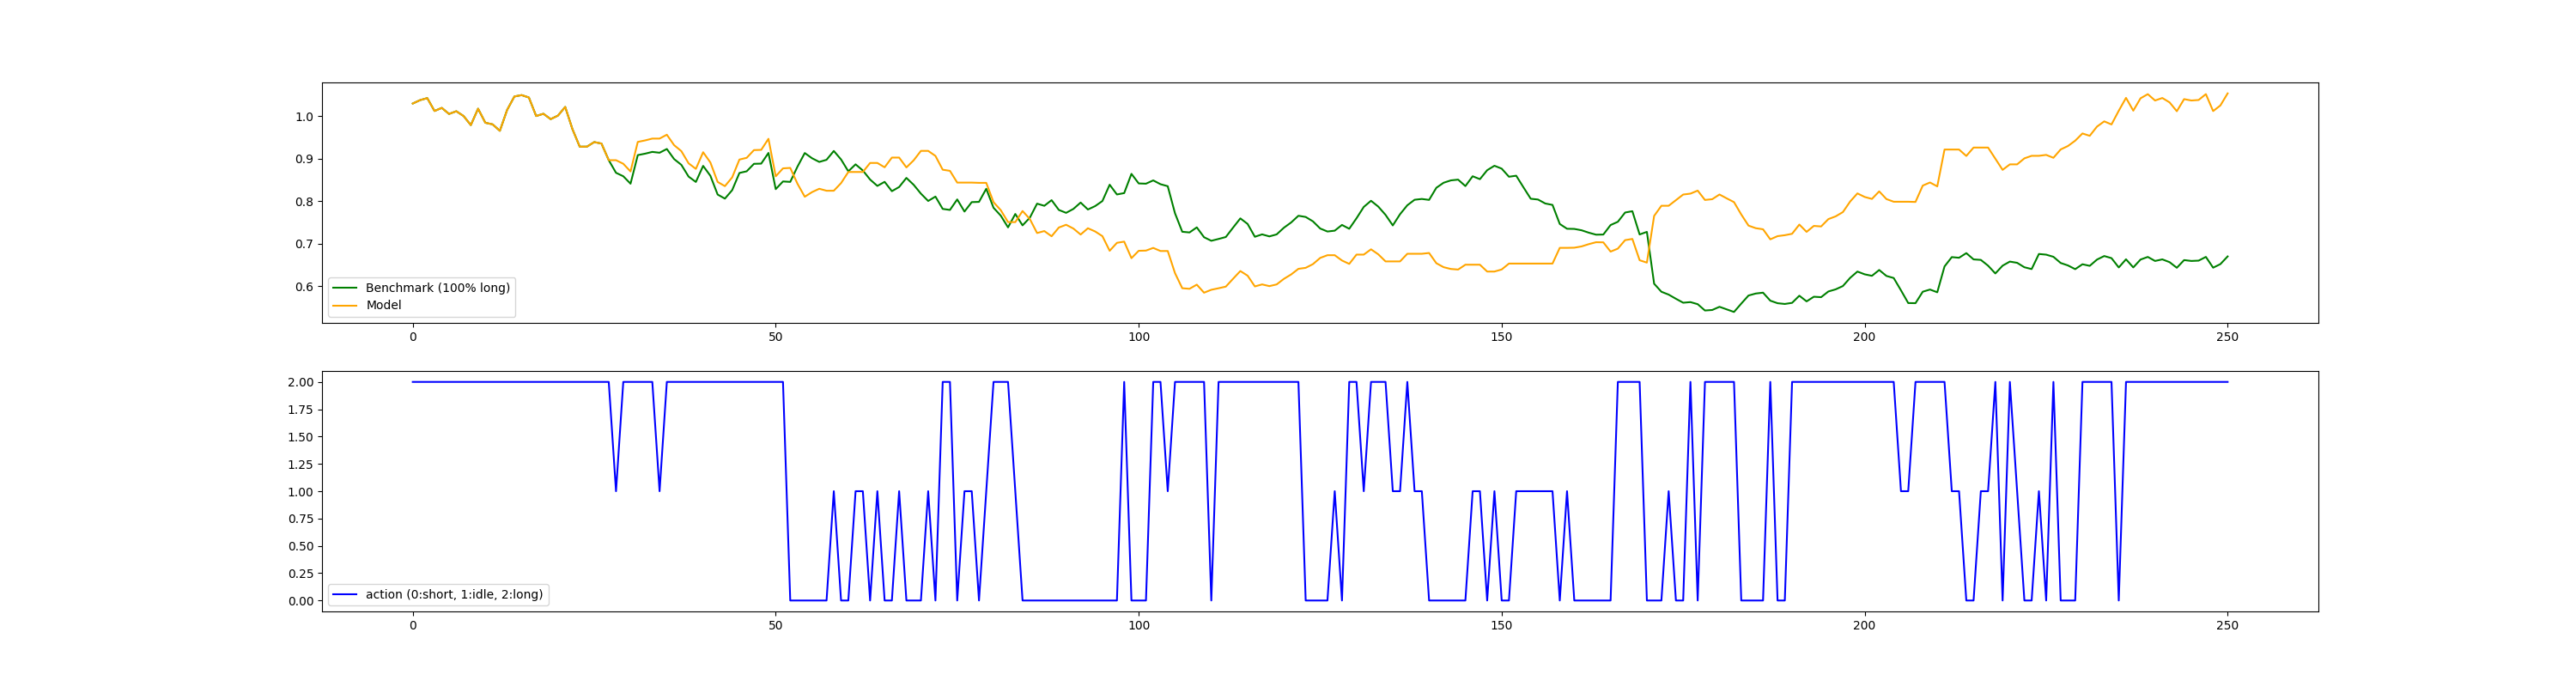 1.0
0.9
0.8
0.7
0.6
Benchmark (100% long)
Model
0 50 100 150 200 250
2.00
1.75
1.50
1.25
1.00
0.75
0.50
0.25
0.00
action (0:short, 1:idle, 2:long)
0 50 100 150 200 250